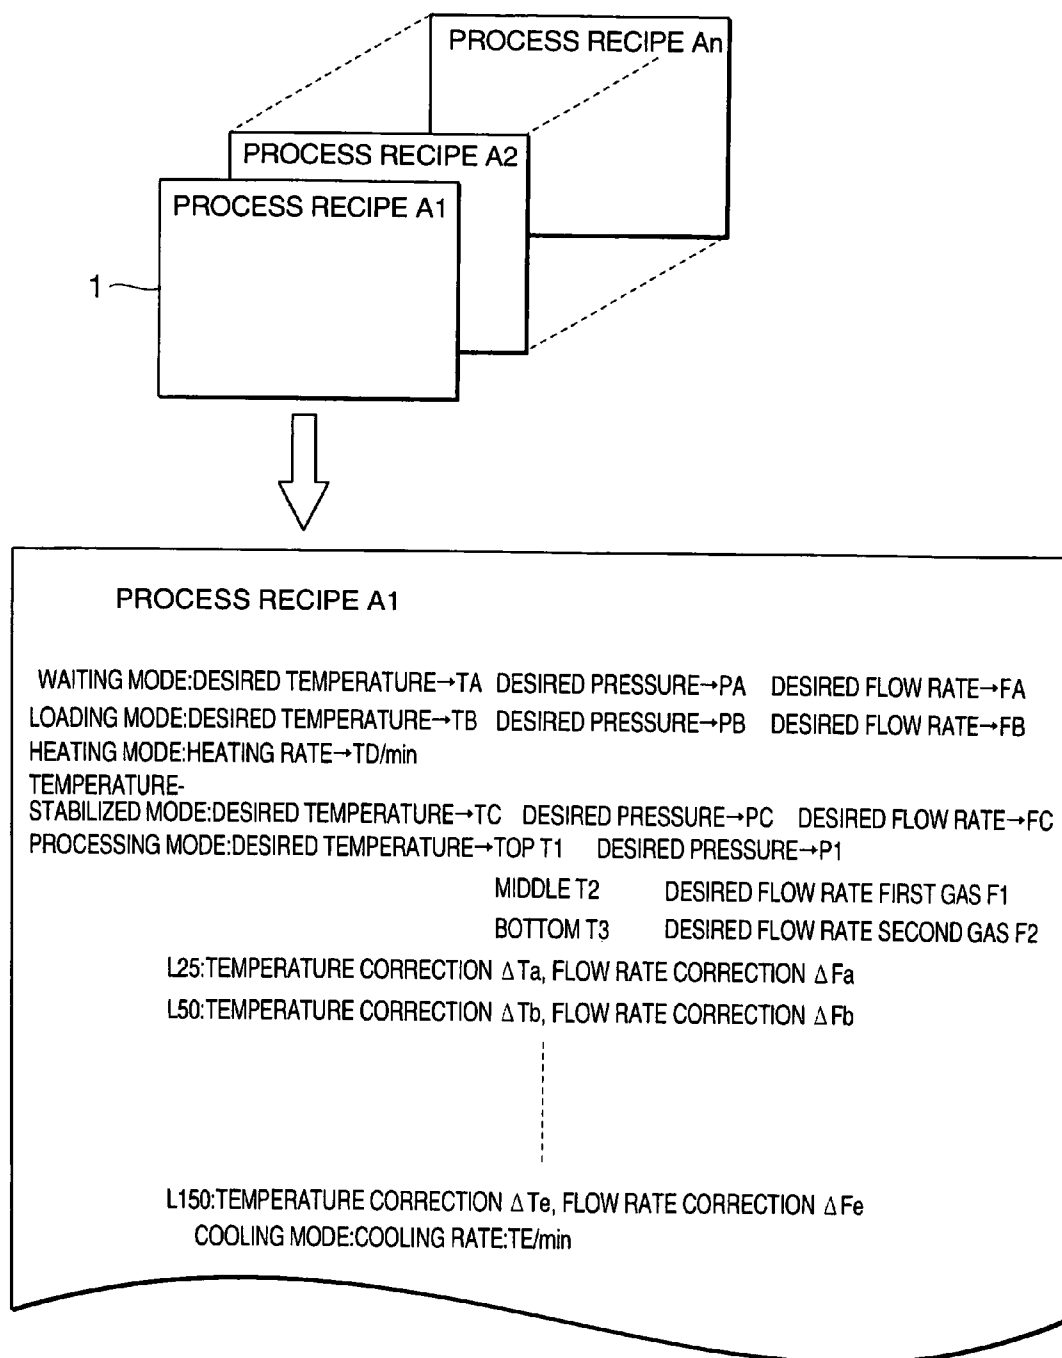 PROCESS RECIPE An
PROCESS RECIPE A2
PROCESS RECIPE A1
1
PROCESS RECIPE A1
WAITING MODE:DESIRED TEMPERATURE→TA DESIRED PRESSURE→PA DESIRED FLOW RATE→FA
LOADING MODE:DESIRED TEMPERATURE→TB DESIRED PRESSURE→PB DESIRED FLOW RATE→FB
HEATING MODE:HEATING RATE→TD/min
TEMPERATURE-
STABILIZED MODE:DESIRED TEMPERATURE→TC DESIRED PRESSURE→PC DESIRED FLOW RATE→FC
PROCESSING MODE:DESIRED TEMPERATURE→TOP T1 DESIRED PRESSURE→P1
MIDDLE T2 DESIRED FLOW RATE FIRST GAS F1
BOTTOM T3 DESIRED FLOW RATE SECOND GAS F2
L25:TEMPERATURE CORRECTION ΔTa, FLOW RATE CORRECTION ΔFa
L50:TEMPERATURE CORRECTION ΔTb, FLOW RATE CORRECTION ΔFb
L150:TEMPERATURE CORRECTION ΔTe, FLOW RATE CORRECTION ΔFe
COOLING MODE:COOLING RATE:TE/min